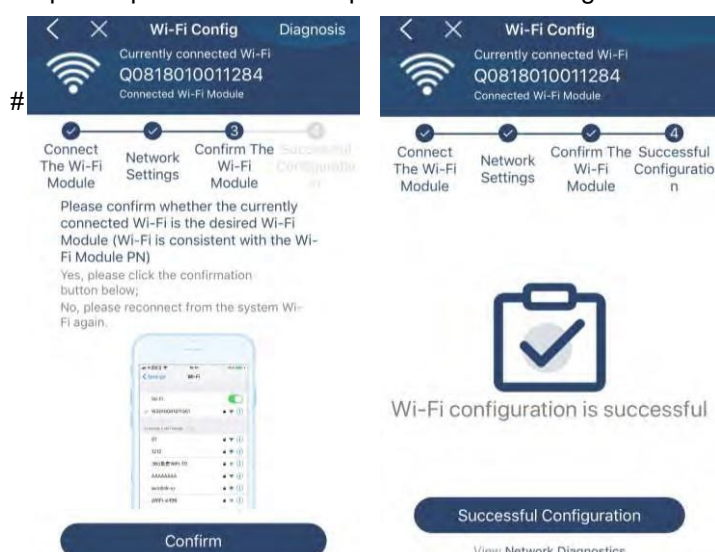 #
Wi-Fi Config
Diagnosis
Currently connected Wi-Fi
Q0818010011284
Connected Wi-Fi Module
3
Connect
The Wi-Fi
Module
Network
Settings
Confirm The
Wi-Fi
Module
Please confirm whether the currently
connected Wi-Fi is the desired Wi-Fi
Module (Wi-Fi is consistent with the Wi-
Fi Module PN)
Yes, please click the confirmation
button below;
No, please reconnect from the system Wi-
Fi again.
Wi-Fi
AAAAAAAA
Confirm
Wi-Fi Config
Currently connected Wi-Fi
Q0818010011284
Connected Wi-Fi Module
4
Connect
The Wi-Fi
Module
Network
Settings
Confirm The
Wi-Fi
Module
Successful
Configuratio
n
Wi-Fi configuration is successful
Successful Configuration
View Network Diagnostics